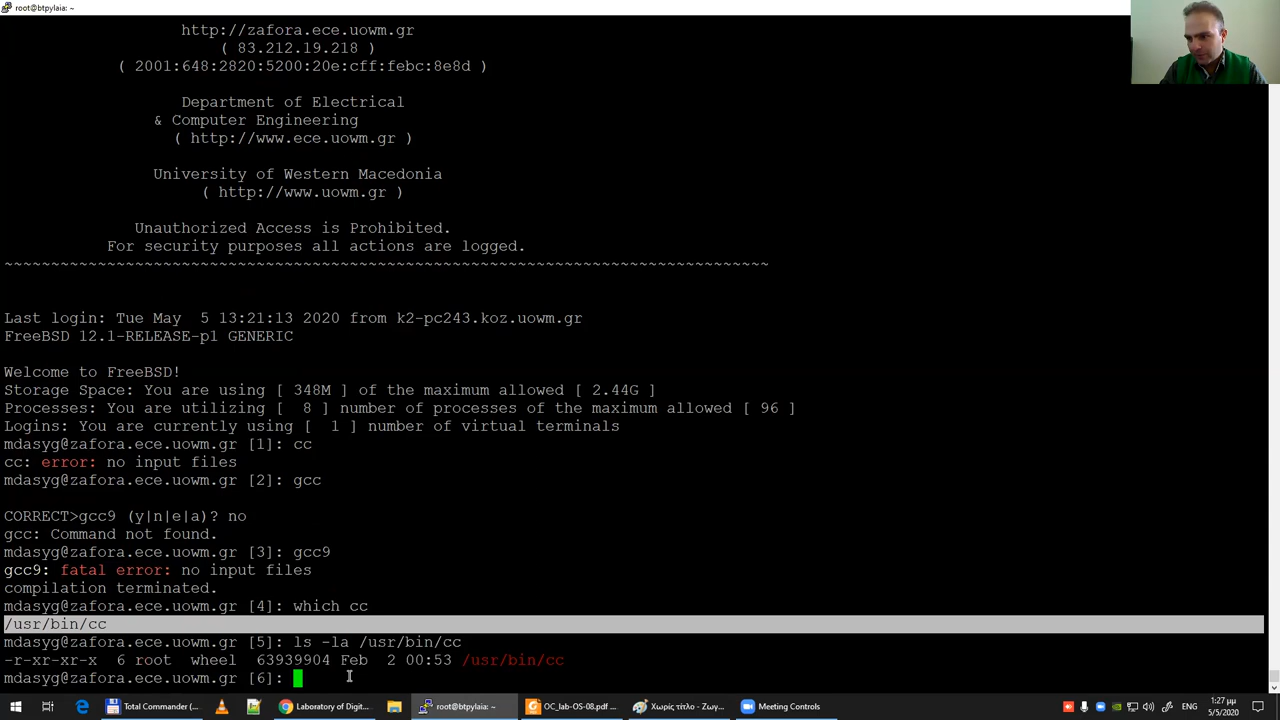 root@btpylaia: ~
http://zafora.ece.uowm.gr
( 83.212.19.218 )
( 2001:648:2820:5200:20e:cff:febc:8e8d )
Department of Electrical
& Computer Engineering
( http://www.ece.uowm.gr )
University of Western Macedonia
( http://www.uowm.gr )
Unauthorized Access is Prohibited.
For security purposes all actions are logged.
~~~~~~~~~~~~~~~~~~~~~~~~~~~~~~~~~~~~~~~~~~~~~~~~~~~~~~~~~~~~~~~~~~~~~~~~~~~~~~~~~~
Last login: Tue May  5 13:21:13 2020 from k2-pc243.koz.uowm.gr
FreeBSD 12.1-RELEASE-p1 GENERIC
Welcome to FreeBSD!
Storage Space: You are using [ 348M ] of the maximum allowed [ 2.44G ]
Processes: You are utilizing [  8 ] number of processes of the maximum allowed [ 96 ]
Logins: You are currently using [  1 ] number of virtual terminals
mdasyg@zafora.ece.uowm.gr [1]: cc
cc: error: no input files
mdasyg@zafora.ece.uowm.gr [2]: gcc
CORRECT>gcc9 (y|n|e|a)? no
gcc: Command not found.
mdasyg@zafora.ece.uowm.gr [3]: gcc9
gcc9: fatal error: no input files
compilation terminated.
mdasyg@zafora.ece.uowm.gr [4]: which cc
/usr/bin/cc
mdasyg@zafora.ece.uowm.gr [5]: ls -la /usr/bin/cc
-r-xr-xr-x  6 root  wheel  63939904 Feb  2 00:53 /usr/bin/cc
mdasyg@zafora.ece.uowm.gr [6]:
Total Commander (...
Laboratory of Digit...
root@btpylaia: ~
OC_lab-OS-08.pdf ...
Χωρίς τίτλο - Ζωγ...
Meeting Controls
ENG
1:27 μμ
5/5/2020